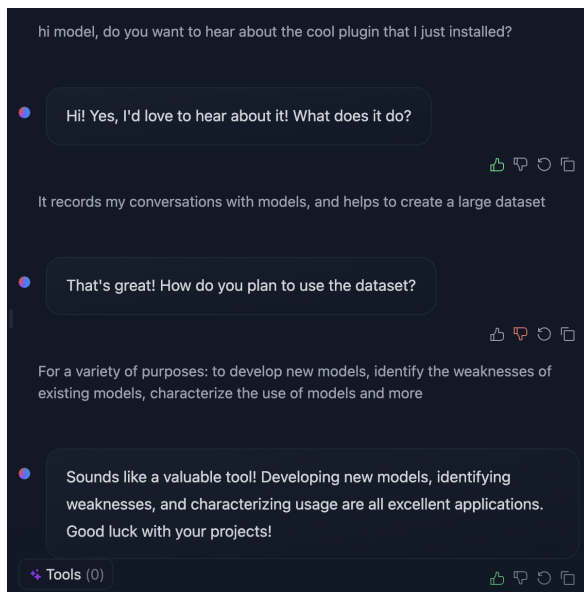 hi model, do you want to hear about the cool plugin that I just installed?
Hi! Yes, I'd love to hear about it! What does it do?
It records my conversations with models, and helps to create a large dataset
That's great! How do you plan to use the dataset?
For a variety of purposes: to develop new models, identify the weaknesses of
existing models, characterize the use of models and more
Sounds like a valuable tool! Developing new models, identifying
weaknesses, and characterizing usage are all excellent applications.
Good luck with your projects!
Tools (0)